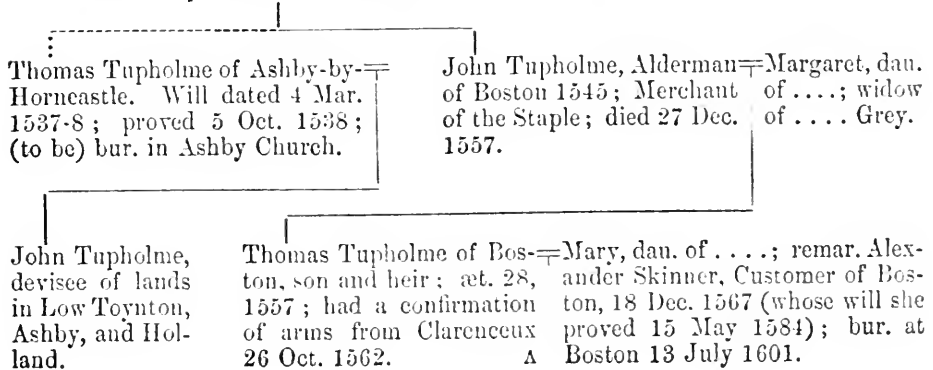 Thomas Tupholme of Ashby-by-
Horncastle. Will dated 4 Mar.
1537-8; proved 5 Oct. 1538;
(to be) bur. in Ashby Church.
John Tupholme, Alderman
of Boston 1545; Merchant
of the Staple; died 27 Dec.
1557.
Margaret, dau.
of ....; widow
of .... Grey.
John Tupholme,
devisee of lands
in Low Toynton,
Ashby, and Hol-
land.
Thomas Tupholme of Bos-
ton, son and heir; æt. 28,
1557; had a confirmation
of arms from Clarenceux
26 Oct. 1562. A
Mary, dau. of ....; remar. Alex-
ander Skinner, Customer of Bos-
ton, 18 Dec. 1567 (whose will she
proved 15 May 1584); bur. at
Boston 13 July 1601.